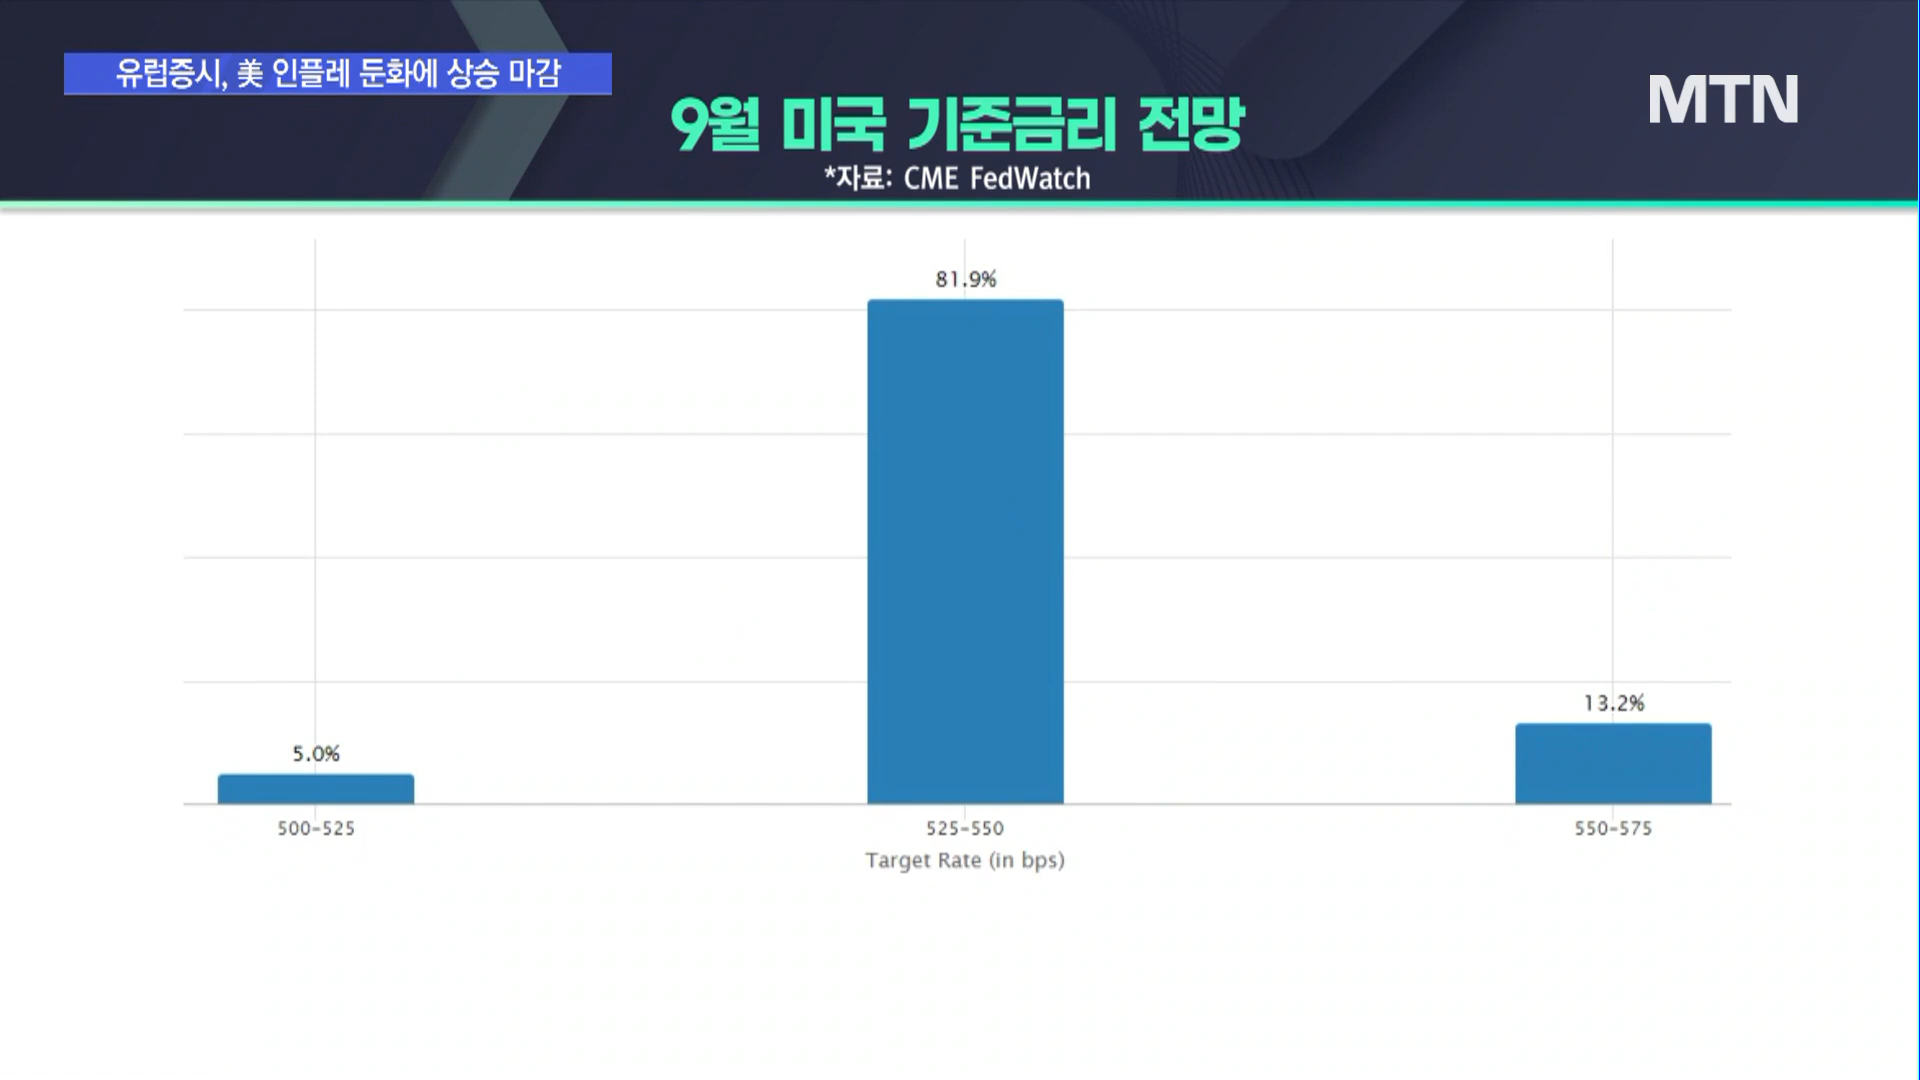 유럽증시, 美 인플레 둔화에 상승 마감
MTN
9월 미국 기준금리 전망
*자료: CME FedWatch
81.9%
13.2%
5.0%
500-525
525-550
550-575
Target Rate (in bps)